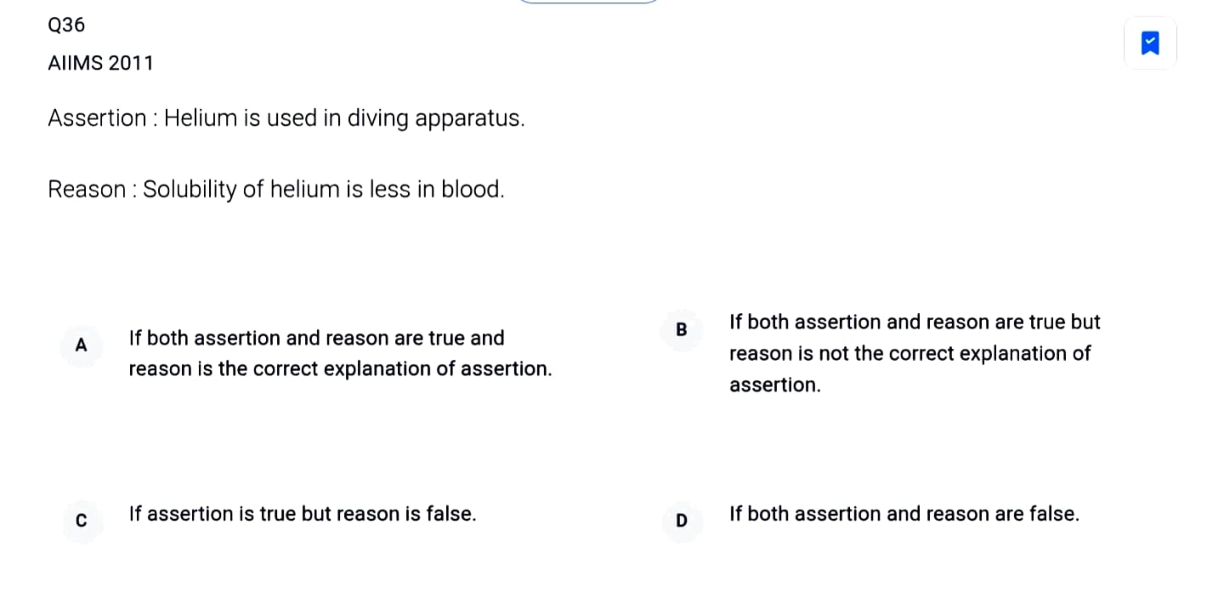 Q36
AIIMS 2011
Assertion : Helium is used in diving apparatus.
Reason : Solubility of helium is less in blood.
A
If both assertion and reason are true and
reason is the correct explanation of assertion.
B
If both assertion and reason are true but
reason is not the correct explanation of
assertion.
C
If assertion is true but reason is false.
D
If both assertion and reason are false.